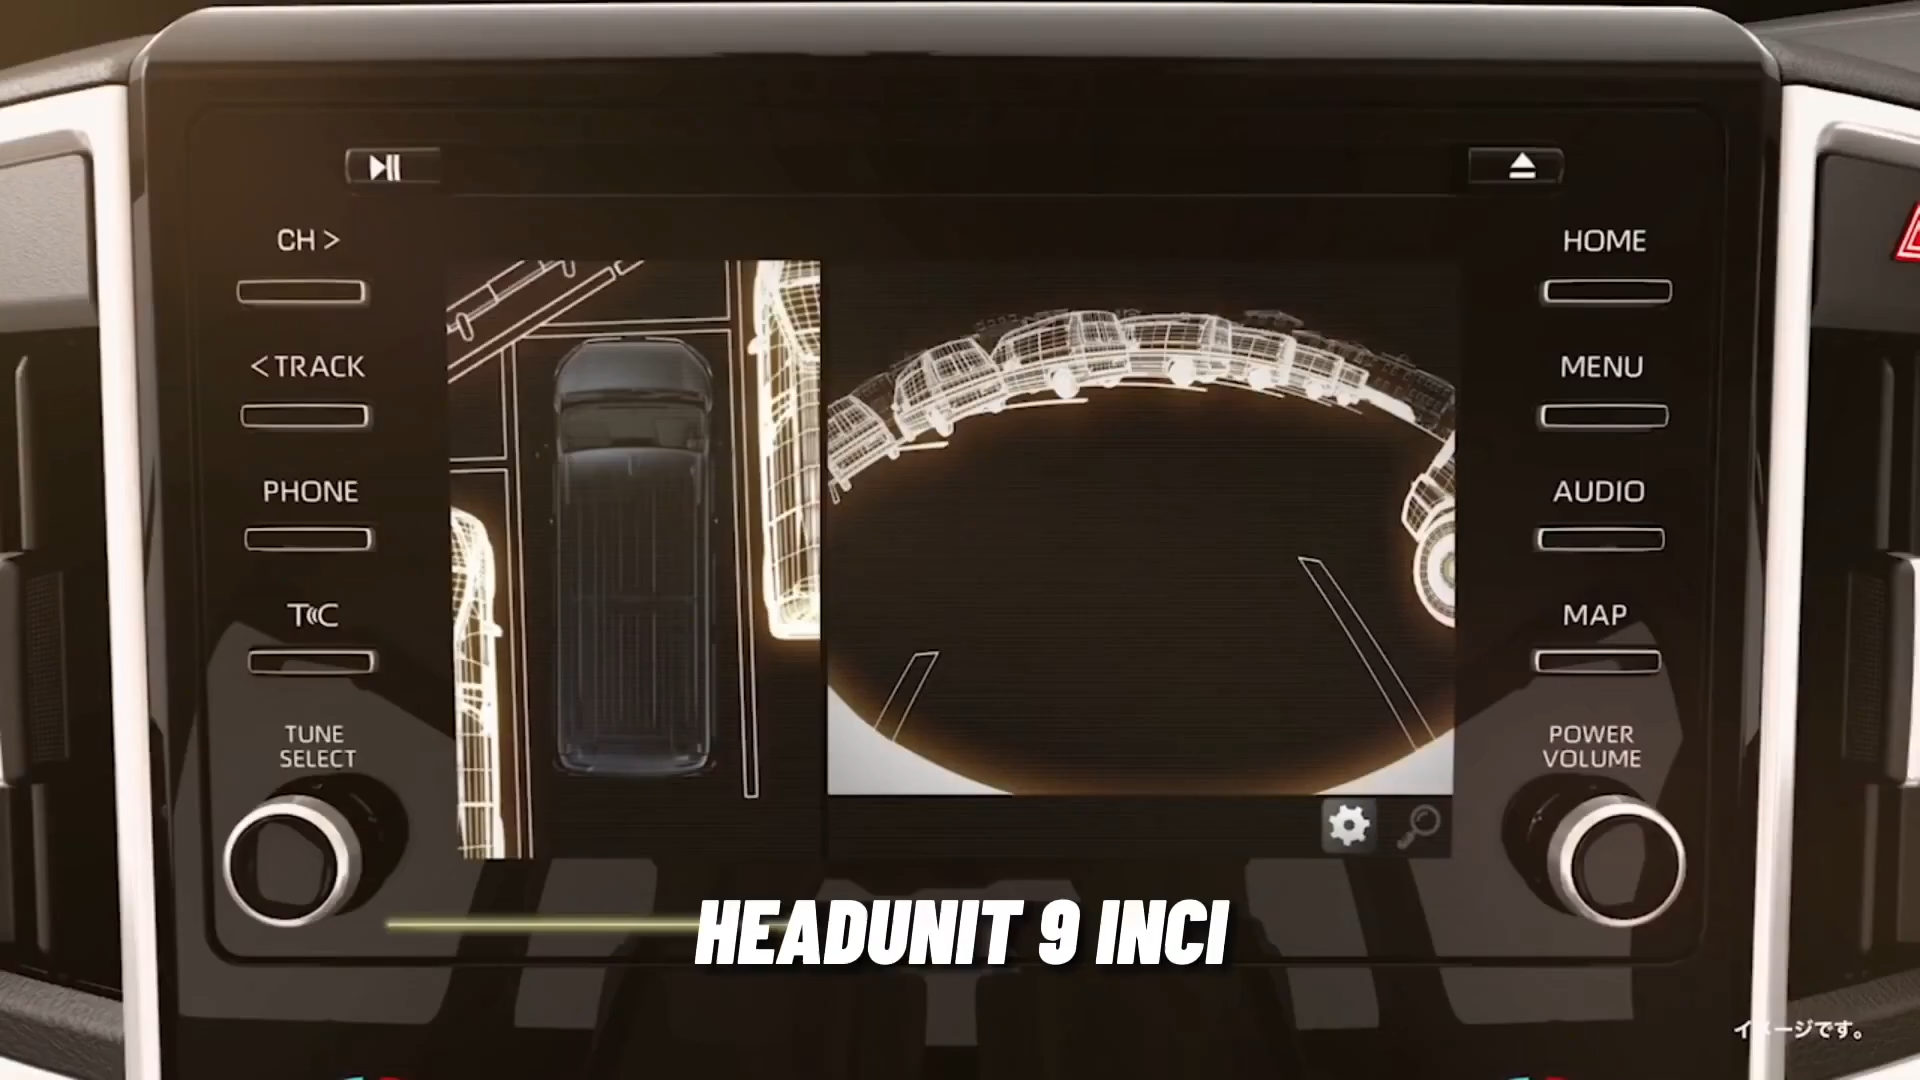 CH >
< TRACK
PHONE
T C
TUNE
SELECT
HOME
MENU
AUDIO
MAP
POWER
VOLUME
HEADUNIT 9 INCI
イメージです。